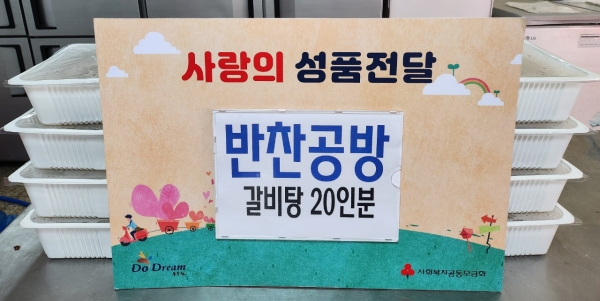 사랑의 성품전달
반찬공방
갈비탕 20인분
Do Dream
사회복지공동모금회